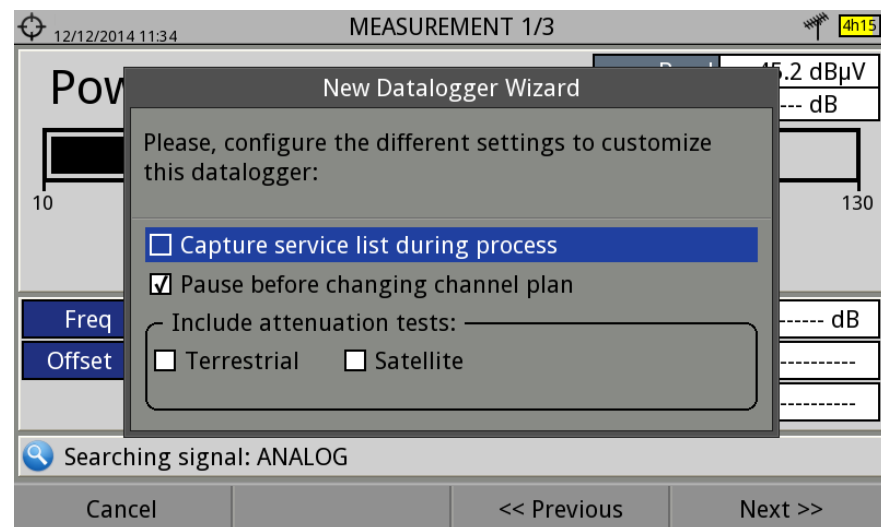 12/12/2014 11:34 MEASUREMENT 1/3 4h15
Pow .2 dBµV
--- dB
New Datalogger Wizard
Please, configure the different settings to customize
this datalogger:
10 130
Capture service list during process
Pause before changing channel plan
Include attenuation tests:
Terrestrial Satellite
Freq ------ dB
Offset ----------
----------
Searching signal: ANALOG
Cancel << Previous Next >>